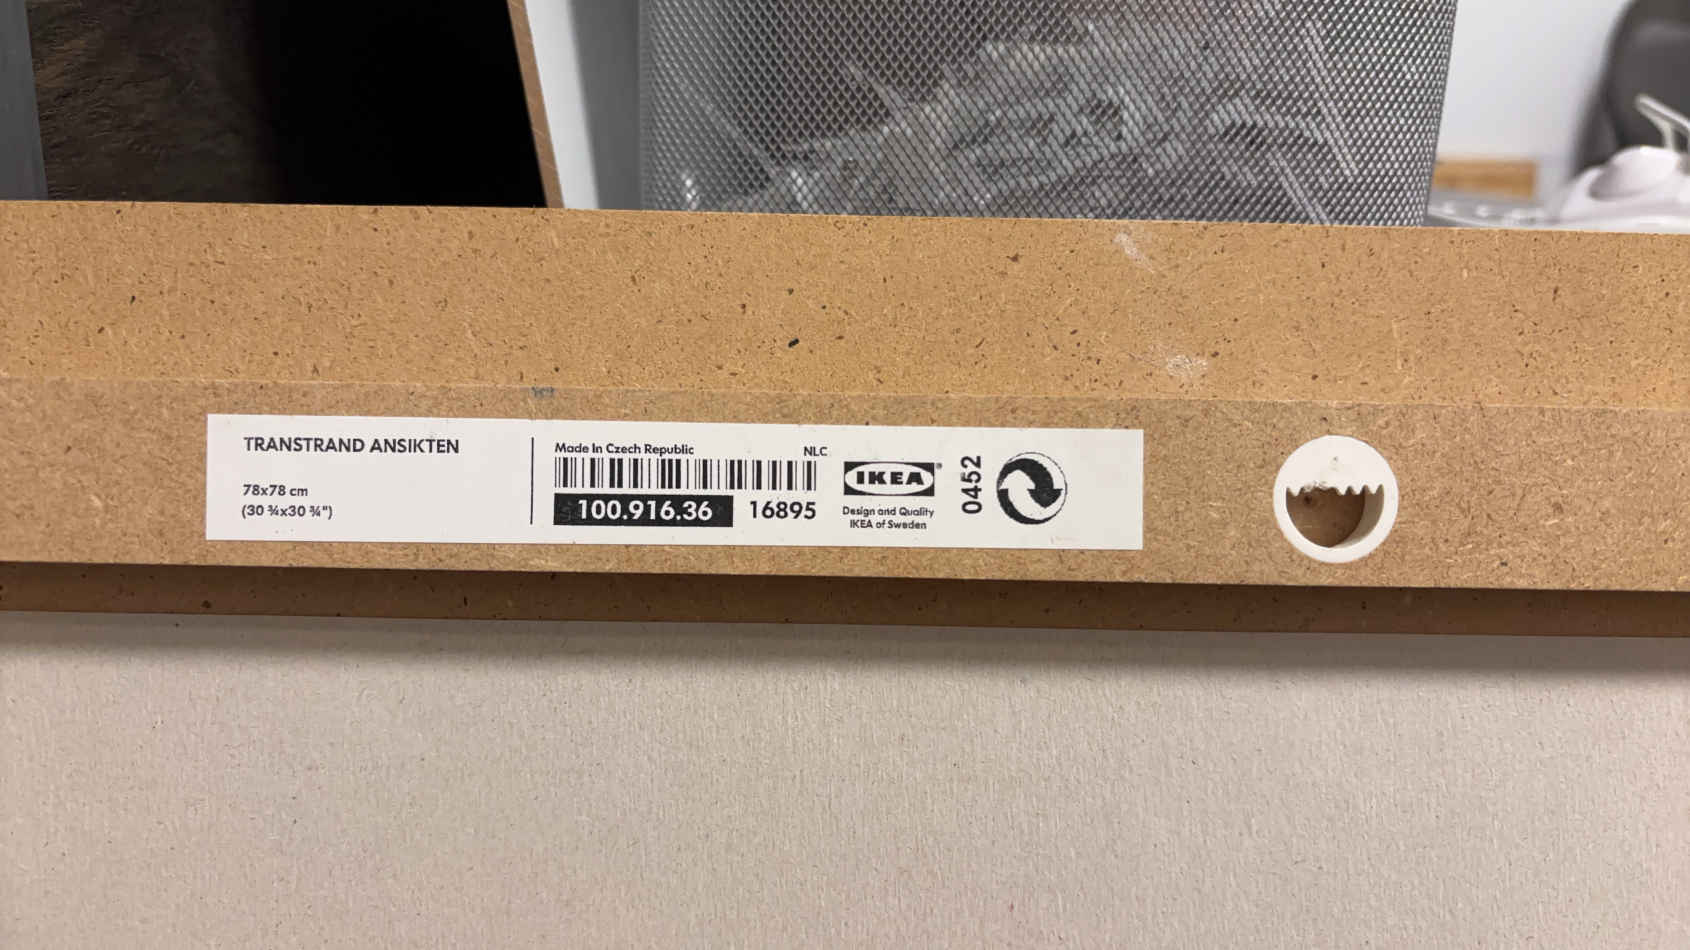 TRANSTRAND ANSIKTEN
78x78 cm
(30 ¾x30 ¾")
Made In Czech Republic
NLC
100.916.36
16895
IKEA®
Design and Quality
IKEA of Sweden
0452